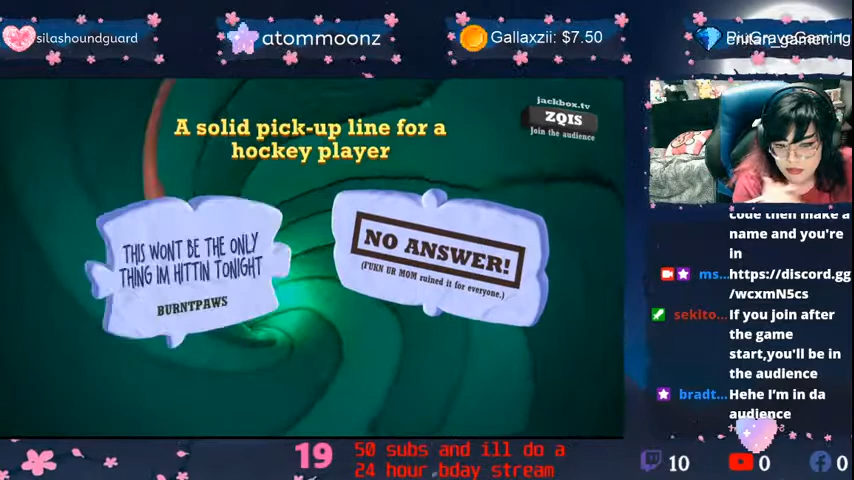 silashoundguard
atommoonz
Gallaxzii: $7.50
jackbox.tv
ZQIS
Join the audience
A solid pick-up line for a
hockey player
THIS WONT BE THE ONLY
THING IM HITTIN TONIGHT
BURNTPAWS
NO ANSWER!
(FUKN UR MOM ruined it for everyone.)
code then make a
name and you're
in
ms... https://discord.gg
/wcxmN5cs
sekito... If you join after
the game
start,you'll be in
the audience
bradt... Hehe I'm in da
audience
19
50 subs and ill do a
24 hour bday stream
10
0
0